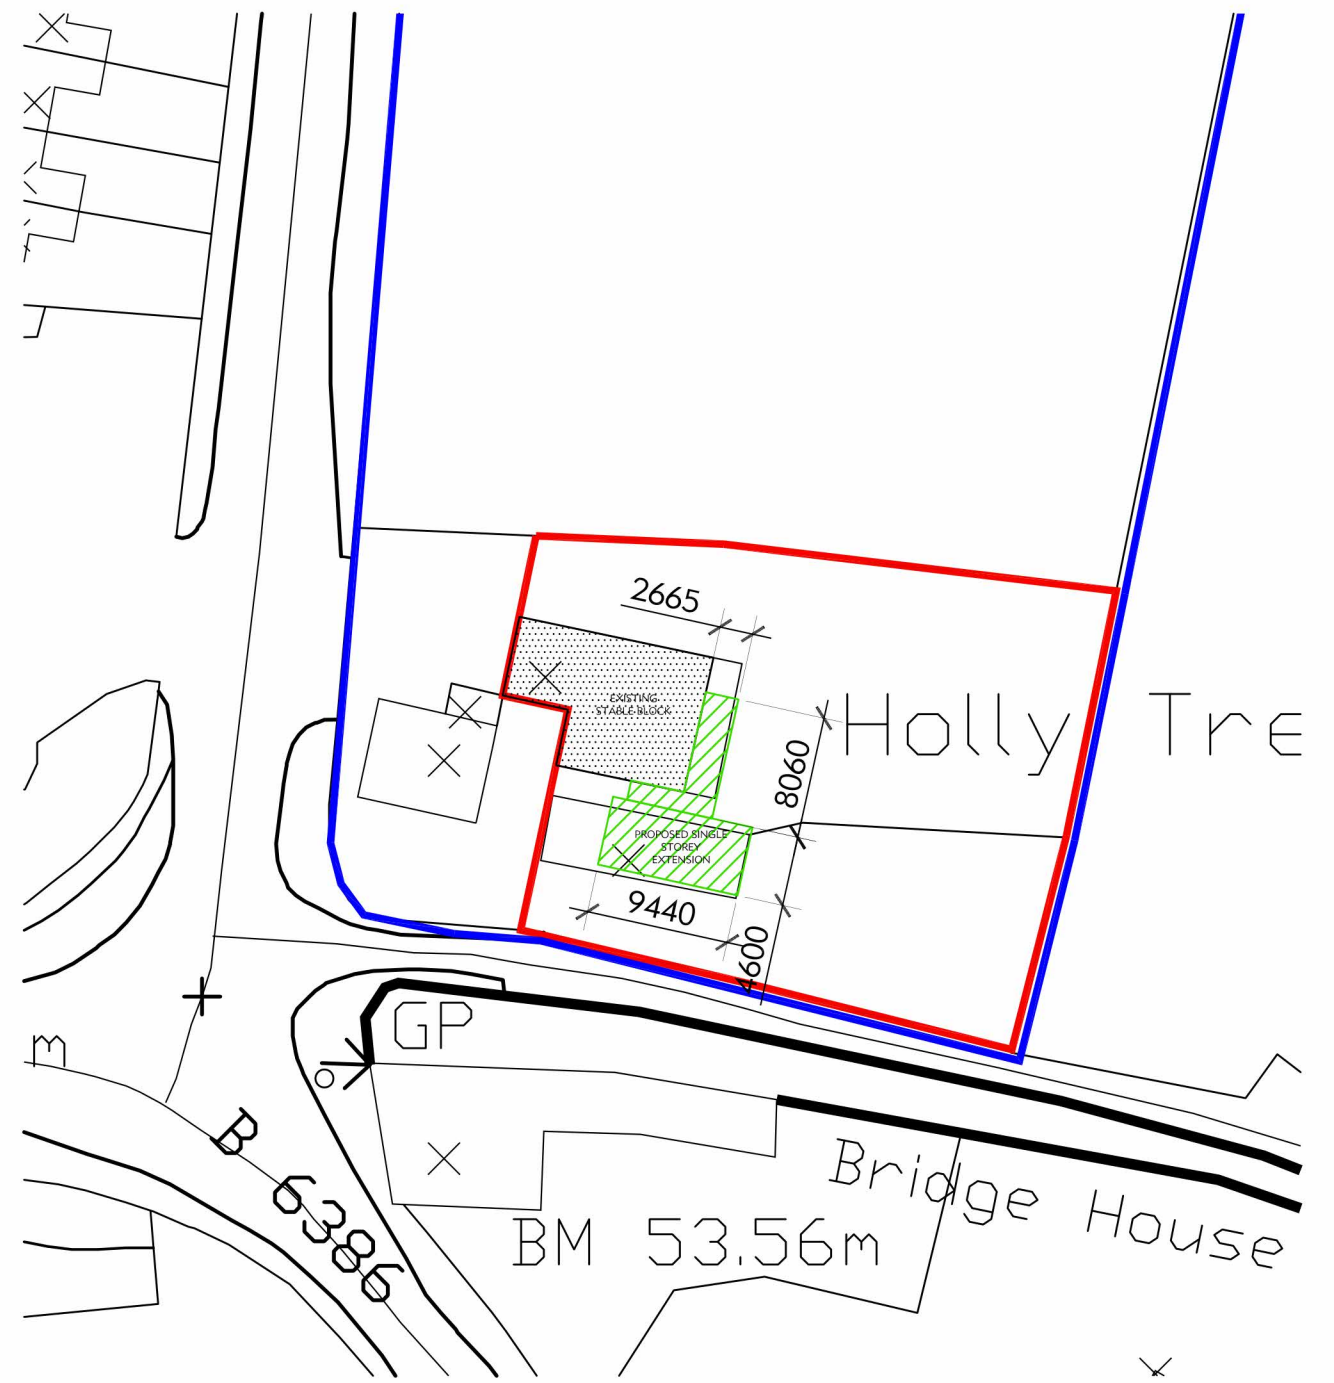 2665
EXISTING
STABLE BLOCK
Holly Tre
8060
PROPOSED SINGLE
STOREY
EXTENSION
9440
4600
GP
m
B 6386
Bridge House
BM 53.56m